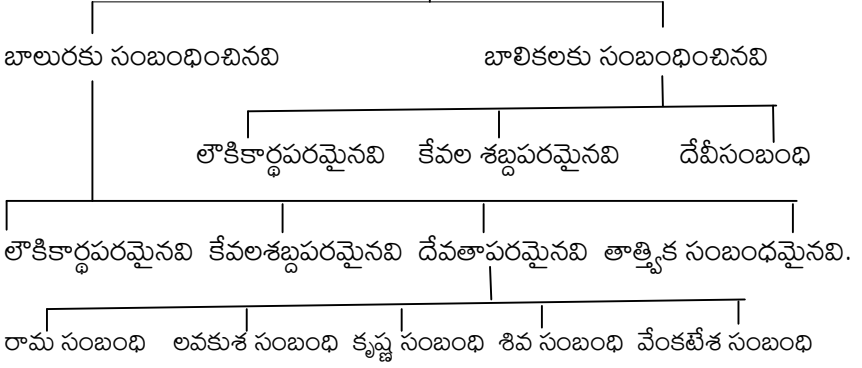 బాలురకు సంబంధించినవి బాలికలకు సంబంధించినవి
లౌకికార్థపరమైనవి కేవల శబ్దపరమైనవి దేవీసంబంధి
లౌకికార్థపరమైనవి కేవలశబ్దపరమైనవి దేవతాపరమైనవి తాత్త్విక సంబంధమైనవి.
రామ సంబంధి లవకుశ సంబంధి కృష్ణ సంబంధి శివ సంబంధి వేంకటేశ సంబంధి